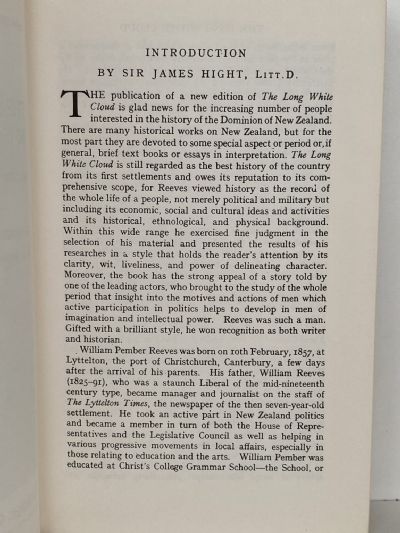 INTRODUCTION
BY SIR JAMES HIGHT, LITT.D.
THE publication of a new edition of The Long White
Cloud is glad news for the increasing number of people
interested in the history of the Dominion of New Zealand.
There are many historical works on New Zealand, but for the
most part they are devoted to some special aspect or period or, if
general, brief text books or essays in interpretation. The Long
White Cloud is still regarded as the best history of the country
from its first settlements and owes its reputation to its com-
prehensive scope, for Reeves viewed history as the record of
the whole life of a people, not merely political and military but
including its economic, social and cultural ideas and activities
and its historical, ethnological, and physical background.
Within this wide range he exercised fine judgment in the
selection of his material and presented the results of his
researches in a style that holds the reader's attention by its
clarity, wit, liveliness, and power of delineating character.
Moreover, the book has the strong appeal of a story told by
one of the leading actors, who brought to the study of the whole
period that insight into the motives and actions of men which
active participation in politics helps to develop in men of
imagination and intellectual power. Reeves was such a man.
Gifted with a brilliant style, he won recognition as both writer
and historian.
William Pember Reeves was born on 10th February, 1857, at
Lyttelton, the port of Christchurch, Canterbury, a few days
after the arrival of his parents. His father, William Reeves
(1825-91), who was a staunch Liberal of the mid-nineteenth
century type, became manager and journalist on the staff of
The Lyttelton Times, the newspaper of the then seven-year-old
settlement. He took an active part in New Zealand politics
and became a member in turn of both the House of Repre-
sentatives and the Legislative Council as well as helping in
various progressive movements in local affairs, especially in
those relating to education and the arts. William Pember was
educated at Christ's College Grammar School—the School, or